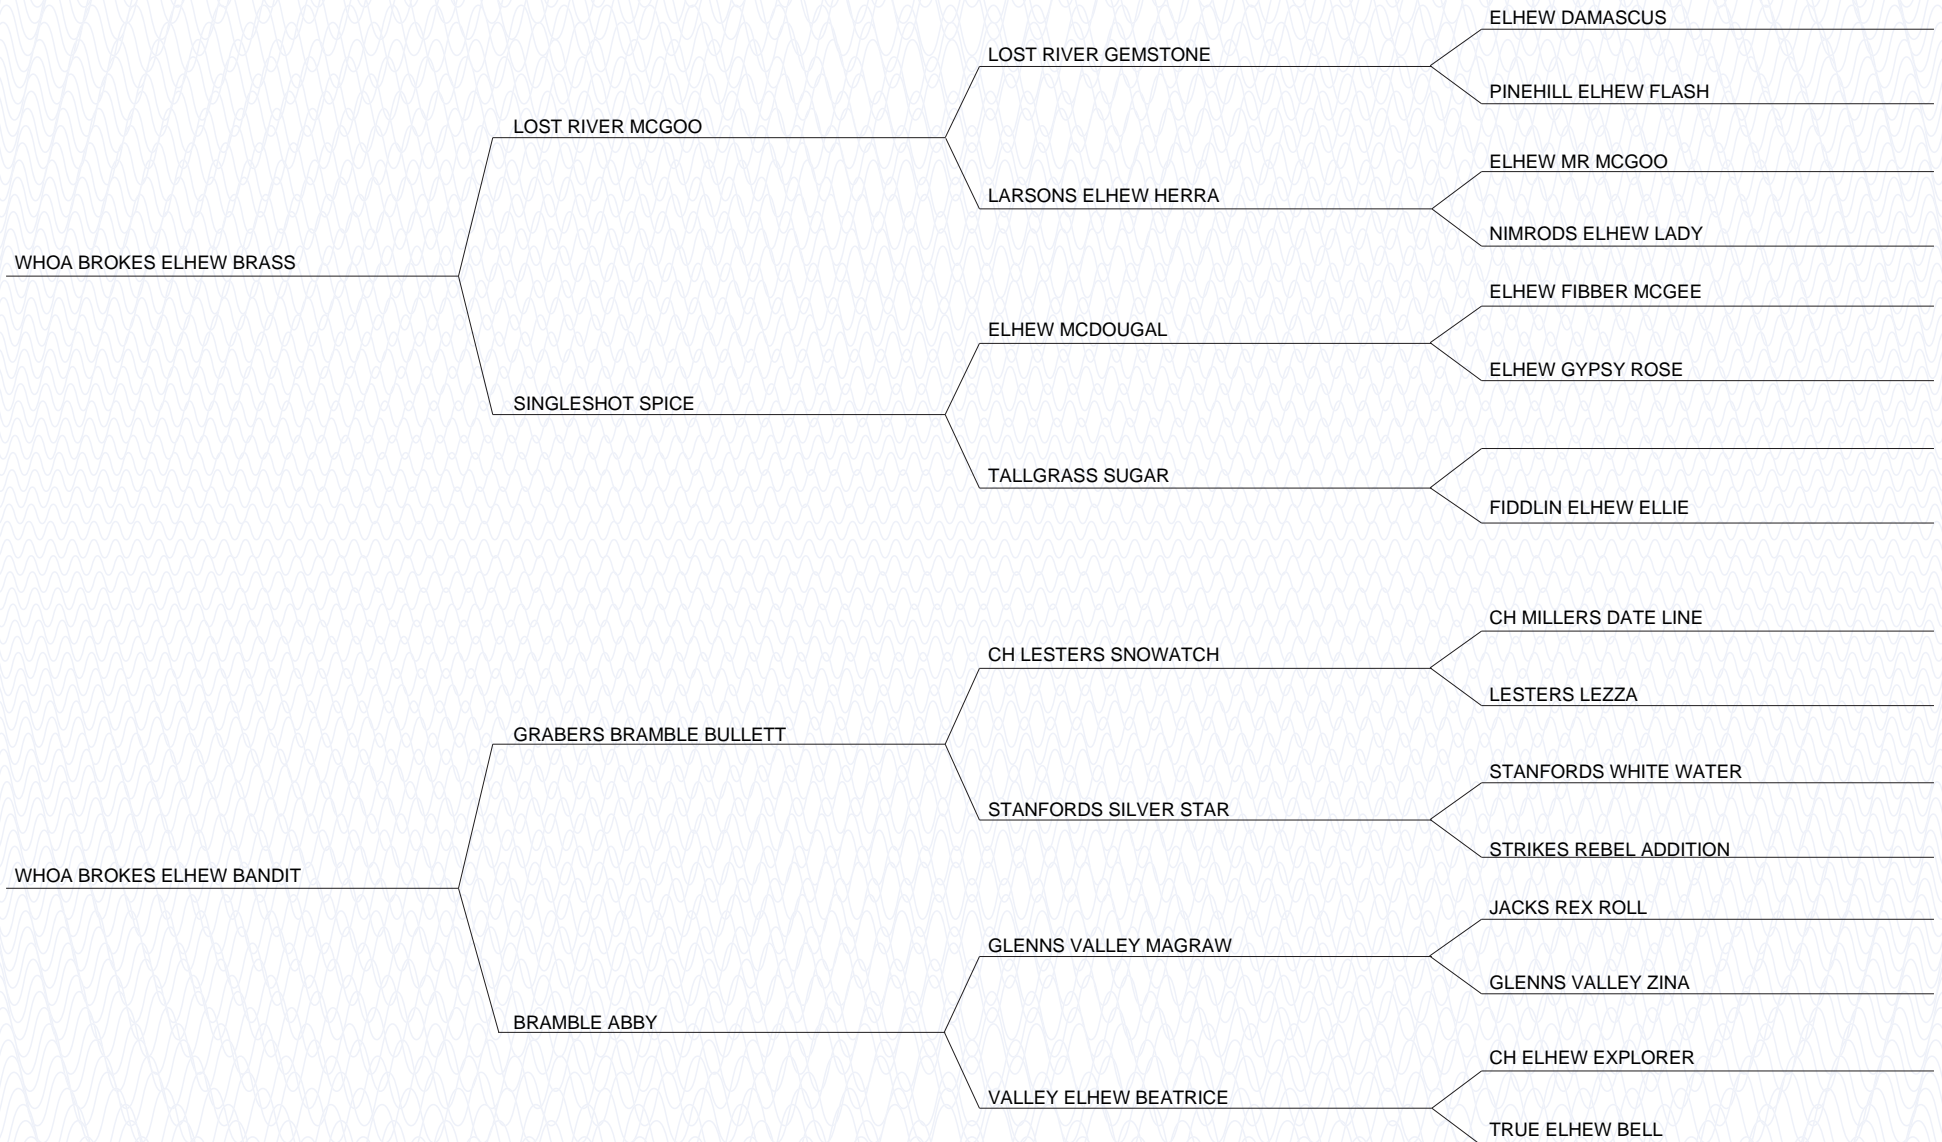 ELHEW DAMASCUS
LOST RIVER GEMSTONE
PINEHILL ELHEW FLASH
LOST RIVER MCGOO
ELHEW MR MCGOO
LARSONS ELHEW HERRA
NIMRODS ELHEW LADY
WHOA BROKES ELHEW BRASS
ELHEW FIBBER MCGEE
ELHEW MCDOUGAL
ELHEW GYPSY ROSE
SINGLESHOT SPICE
TALLGRASS SUGAR
FIDDLIN ELHEW ELLIE
CH MILLERS DATE LINE
CH LESTERS SNOWATCH
LESTERS LEZZA
GRABERS BRAMBLE BULLETT
STANFORDS WHITE WATER
STANFORDS SILVER STAR
STRIKES REBEL ADDITION
WHOA BROKES ELHEW BANDIT
JACKS REX ROLL
GLENNS VALLEY MAGRAW
GLENNS VALLEY ZINA
BRAMBLE ABBY
CH ELHEW EXPLORER
VALLEY ELHEW BEATRICE
TRUE ELHEW BELL